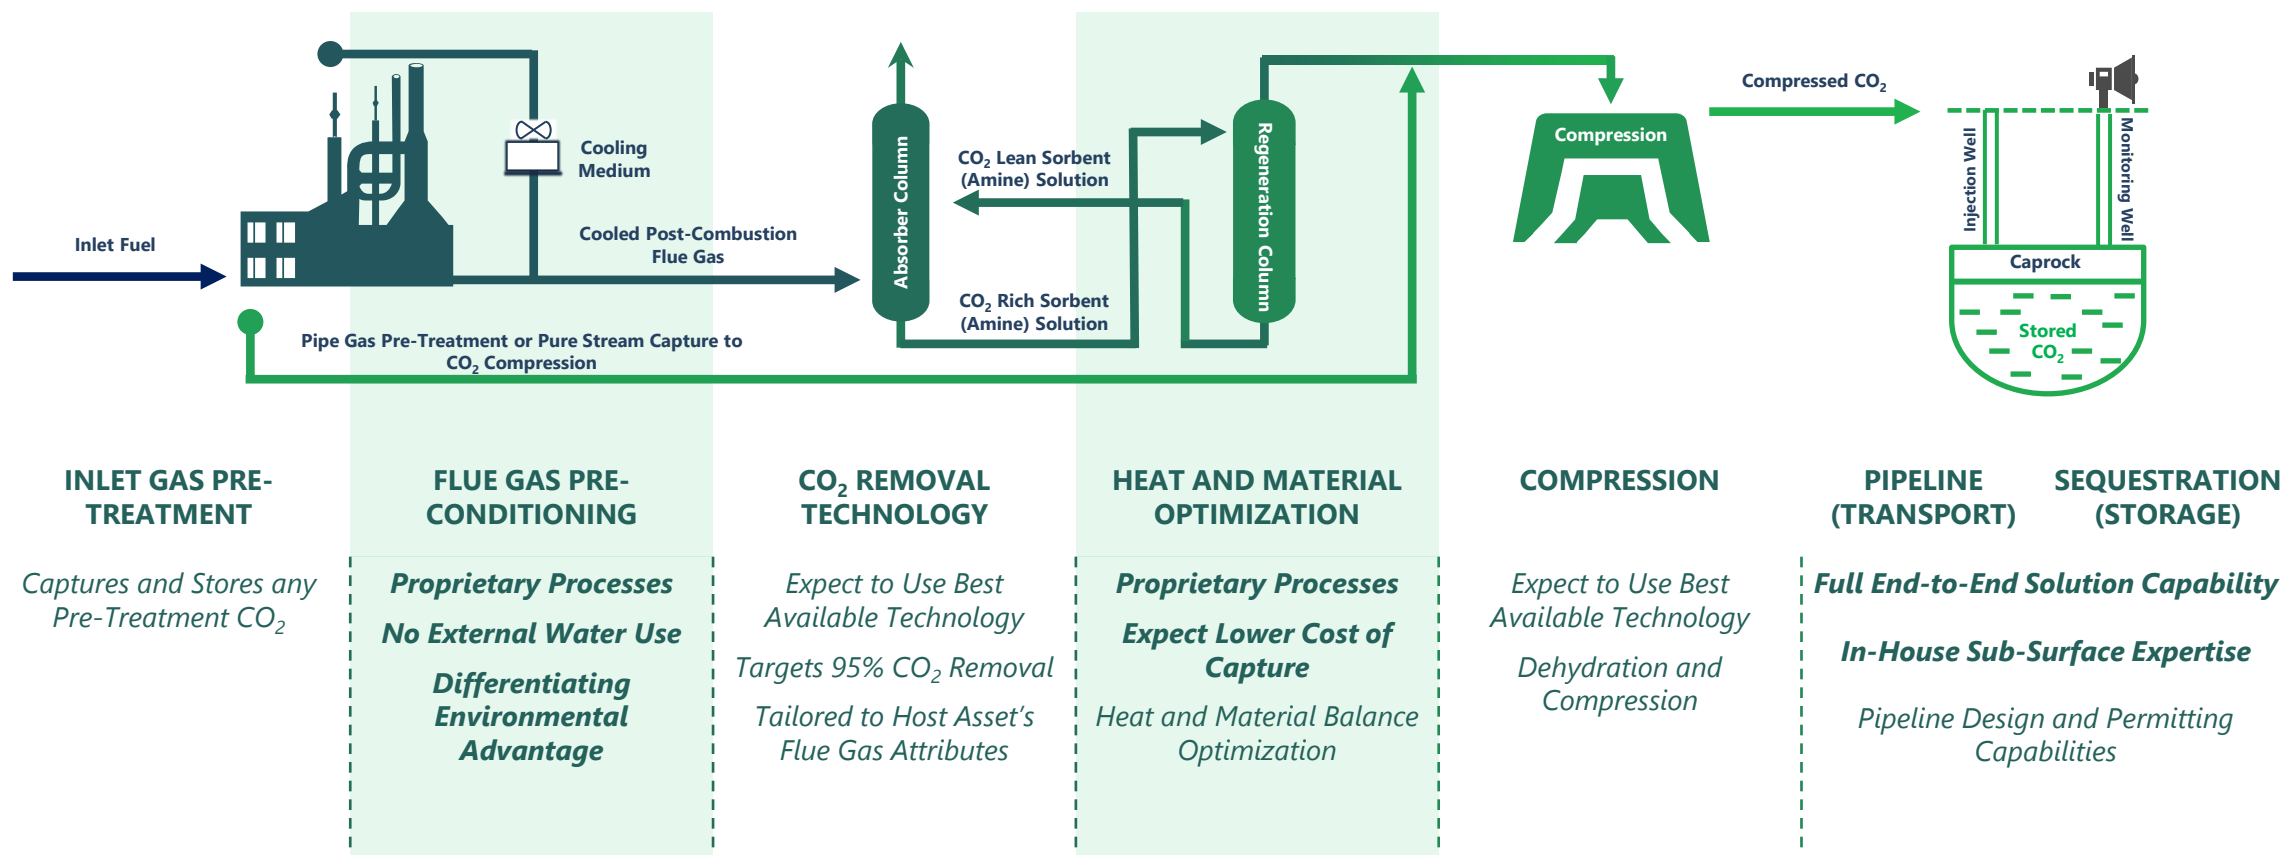 Inlet Fuel
Cooling
Medium
Cooled Post-Combustion
Flue Gas
Pipe Gas Pre-Treatment or Pure Stream Capture to
CO2 Compression
Absorber Column
CO2 Lean Sorbent
(Amine) Solution
CO2 Rich Sorbent
(Amine) Solution
Regeneration Column
Compression
Compressed CO2
Injection Well
Monitoring Well
Caprock
Stored
CO2
INLET GAS PRE-
TREATMENT
Captures and Stores any
Pre-Treatment CO2
FLUE GAS PRE-
CONDITIONING
Proprietary Processes
No External Water Use
Differentiating
Environmental
Advantage
CO2 REMOVAL
TECHNOLOGY
Expect to Use Best
Available Technology
Targets 95% CO2 Removal
Tailored to Host Asset’s
Flue Gas Attributes
HEAT AND MATERIAL
OPTIMIZATION
Proprietary Processes
Expect Lower Cost of
Capture
Heat and Material Balance
Optimization
COMPRESSION
Expect to Use Best
Available Technology
Dehydration and
Compression
PIPELINE
(TRANSPORT)
SEQUESTRATION
(STORAGE)
Full End-to-End Solution Capability
In-House Sub-Surface Expertise
Pipeline Design and Permitting
Capabilities